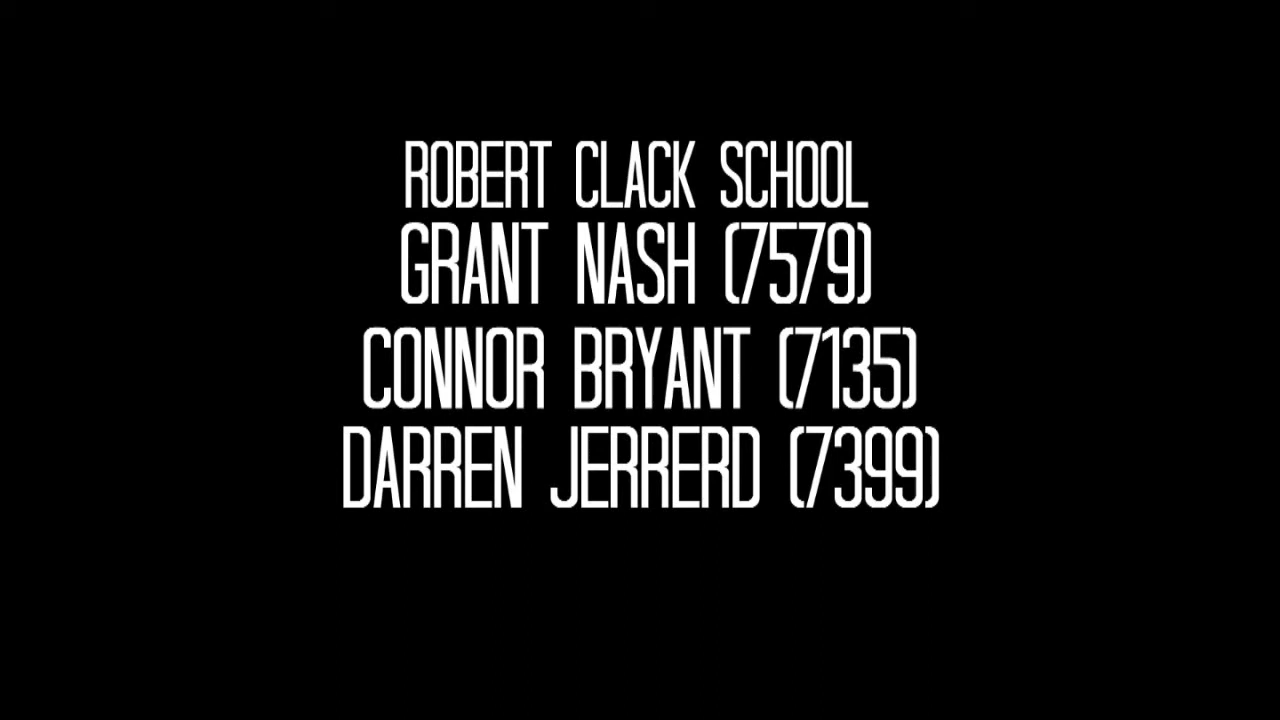 ROBERT CLACK SCHOOL
GRANT NASH (7579)
CONNOR BRYANT (7135)
DARREN JERRERD (7399)